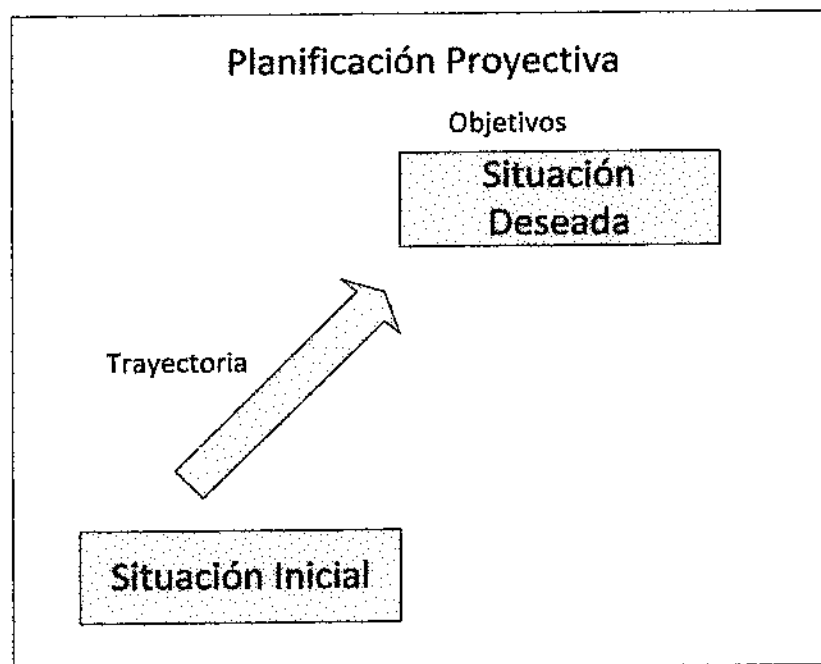 Planificación Proyectiva
Objetivos
Situación
Deseada
Trayectoria
Situación Inicial